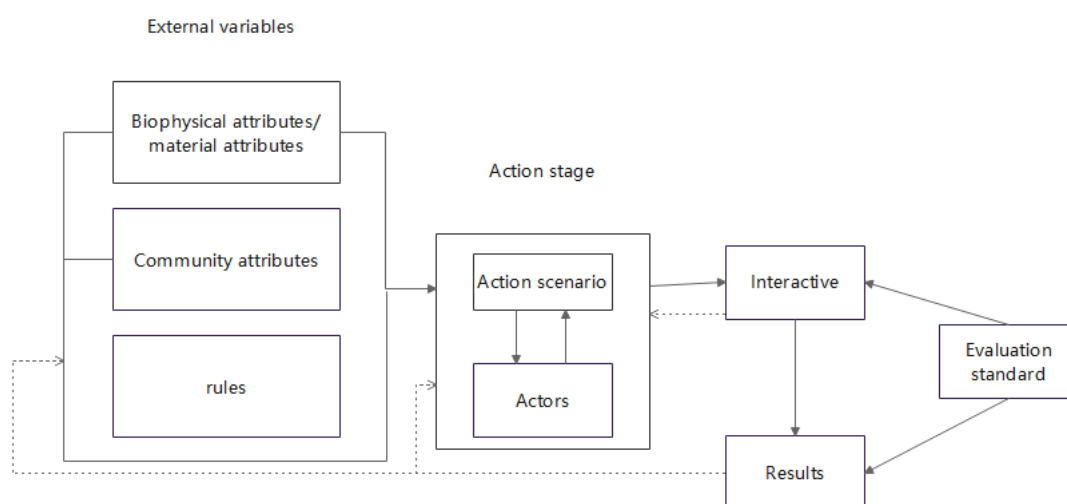 External variables
Biophysical attributes/
material attributes
Community attributes
rules
Action stage
Action scenario
Actors
Interactive
Results
Evaluation
standard